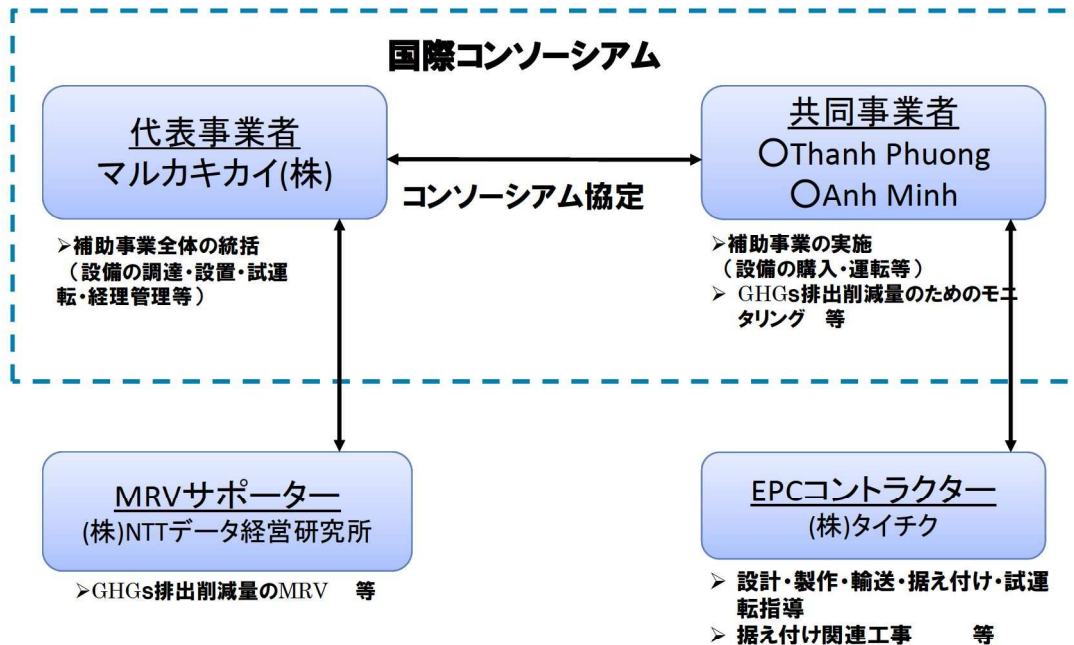 国際コンソーシアム
代表事業者
マルカキカイ(株)
コンソーシアム協定
共同事業者
〇Thanh Phuong
〇Anh Minh
➢補助事業全体の統括
（設備の調達・設置・試運
転・経理管理等）
➢補助事業の実施
（設備の購入・運転等）
➢ GHGs排出削減量のためのモニ
タリング　等
MRVサポーター
(株)NTTデータ経営研究所
➢GHGs排出削減量のMRV　等
EPCコントラクター
(株)タイチク
➢ 設計・製作・輸送・据え付け・試運
転指導
➢ 据え付け関連工事　　等